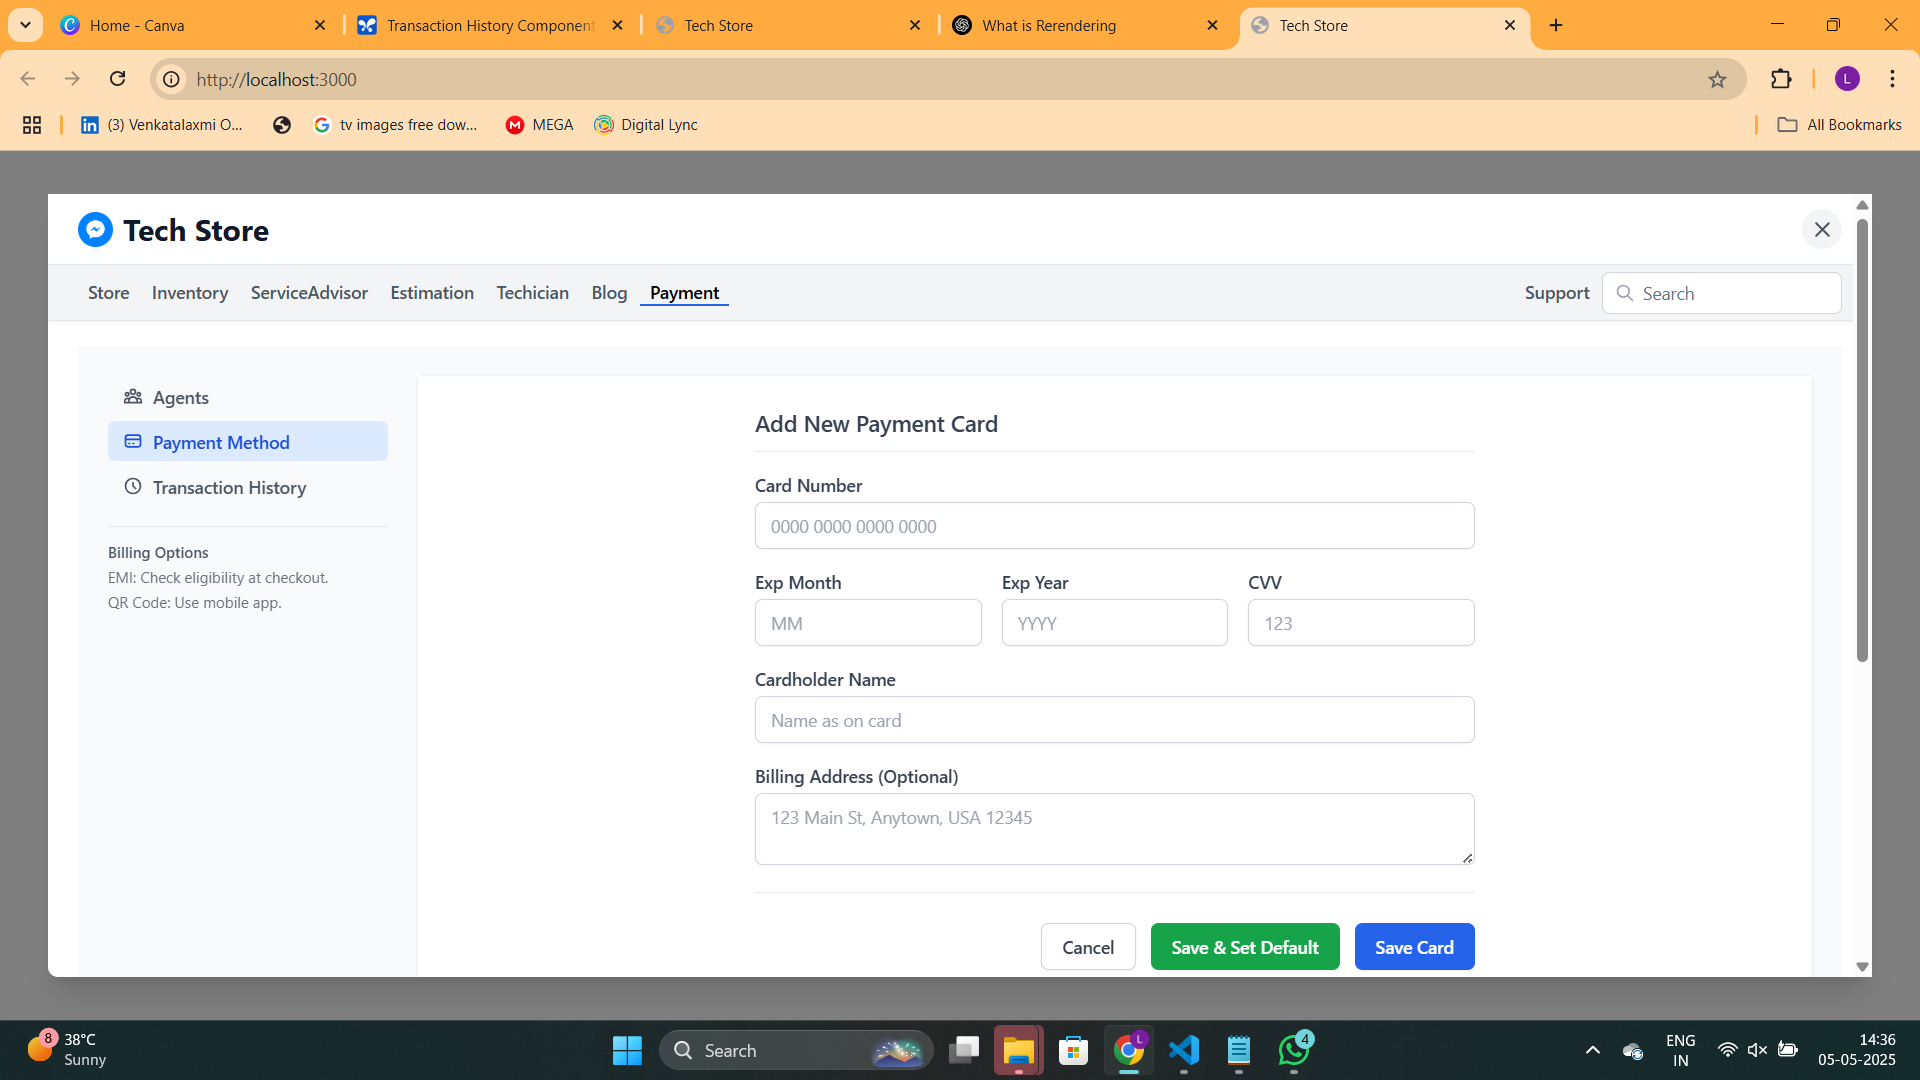 Home - Canva
Transaction History Component
Tech Store
What is Rerendering
Tech Store
http://localhost:3000
L
(3) Venkatalaxmi O...
tv images free dow...
MEGA
Digital Lync
All Bookmarks
Tech Store
Store
Inventory
ServiceAdvisor
Estimation
Techician
Blog
Payment
Support
Search
Agents
Payment Method
Transaction History
Billing Options
EMI: Check eligibility at checkout.
QR Code: Use mobile app.
Add New Payment Card
Card Number
0000 0000 0000 0000
Exp Month
Exp Year
CVV
MM
YYYY
123
Cardholder Name
Name as on card
Billing Address (Optional)
123 Main St, Anytown, USA 12345
Cancel
Save & Set Default
Save Card
8
38°C
Sunny
Search
L
4
ENG
IN
14:36
05-05-2025